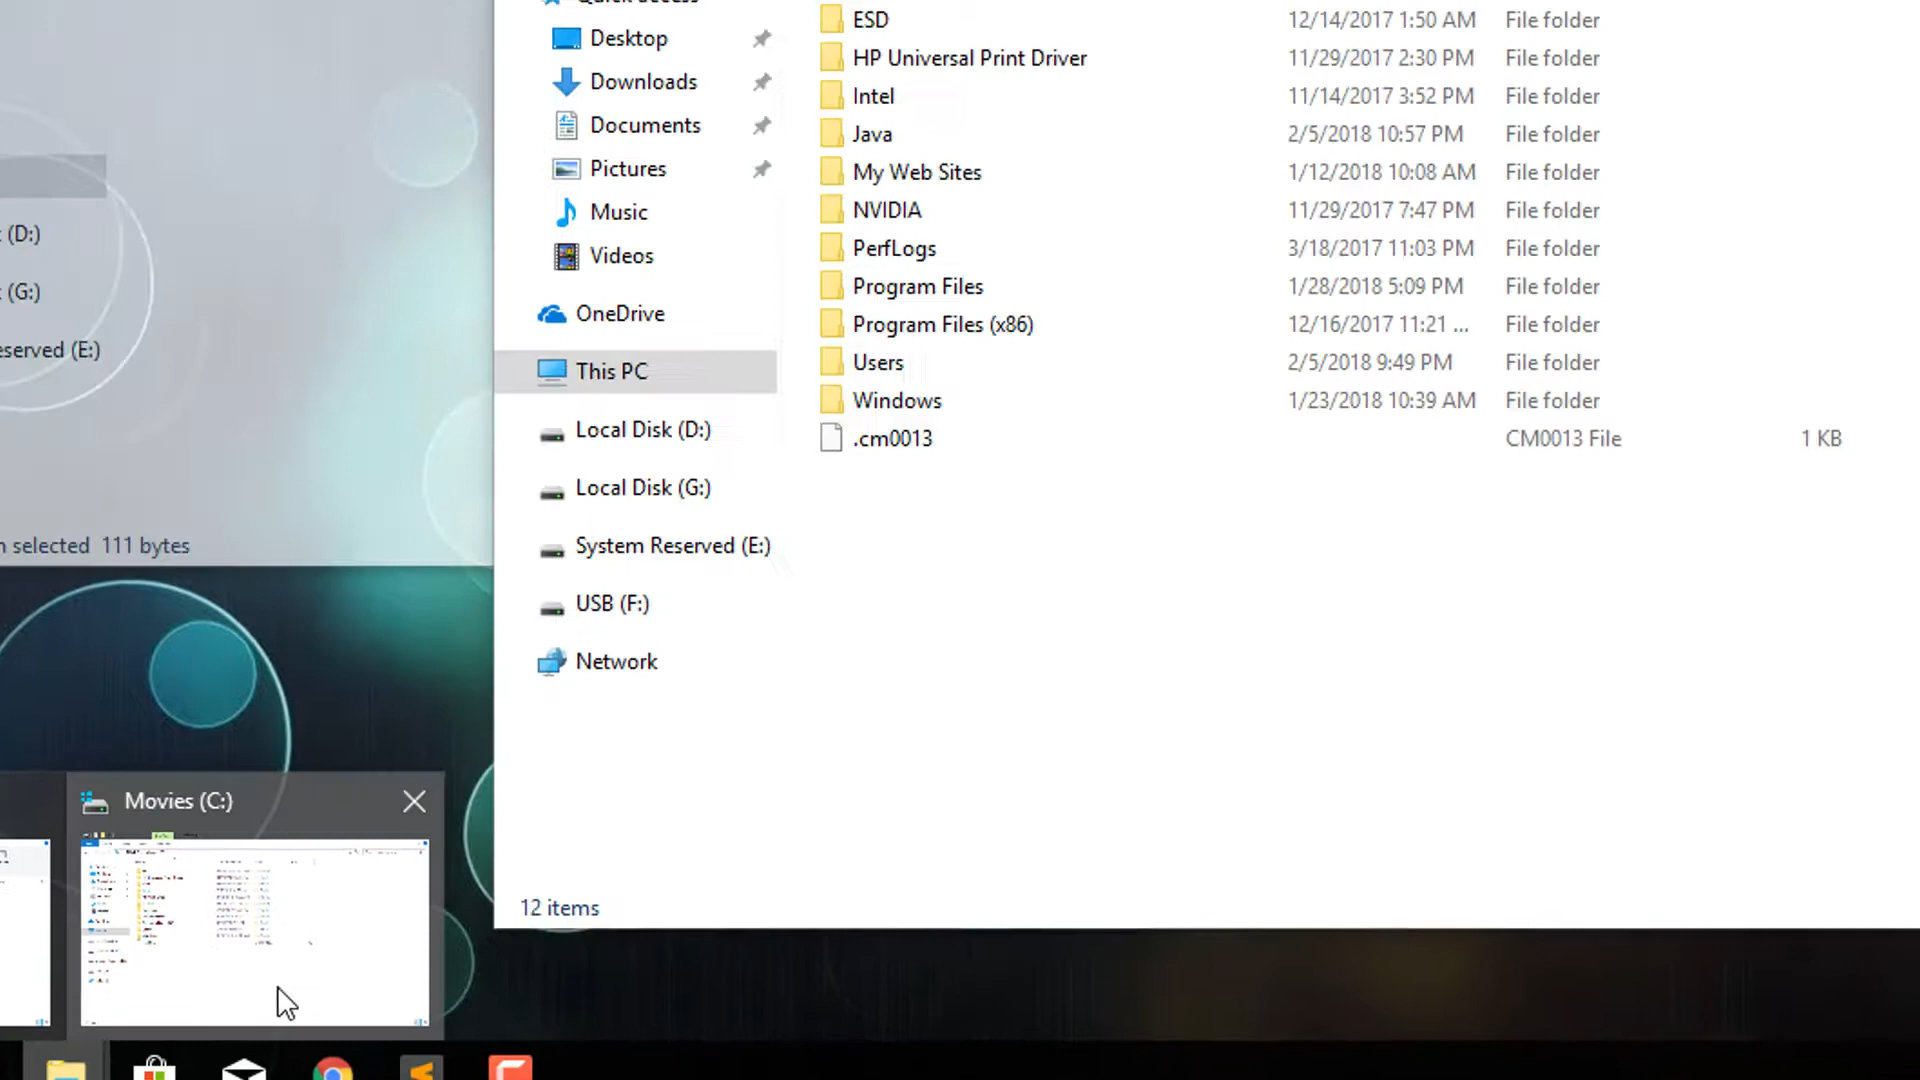 Quick access
Desktop
Downloads
Documents
Pictures
Music
Videos
OneDrive
This PC
Local Disk (D:)
Local Disk (G:)
System Reserved (E:)
USB (F:)
Network
ESD 12/14/2017 1:50 AM File folder
HP Universal Print Driver 11/29/2017 2:30 PM File folder
Intel 11/14/2017 3:52 PM File folder
Java 2/5/2018 10:57 PM File folder
My Web Sites 1/12/2018 10:08 AM File folder
NVIDIA 11/29/2017 7:47 PM File folder
PerfLogs 3/18/2017 11:03 PM File folder
Program Files 1/28/2018 5:09 PM File folder
Program Files (x86) 12/16/2017 11:21 ... File folder
Users 2/5/2018 9:49 PM File folder
Windows 1/23/2018 10:39 AM File folder
.cm0013 CM0013 File 1 KB
12 items
(D:)
(G:)
eserved (E:)
selected 111 bytes
Movies (C:)